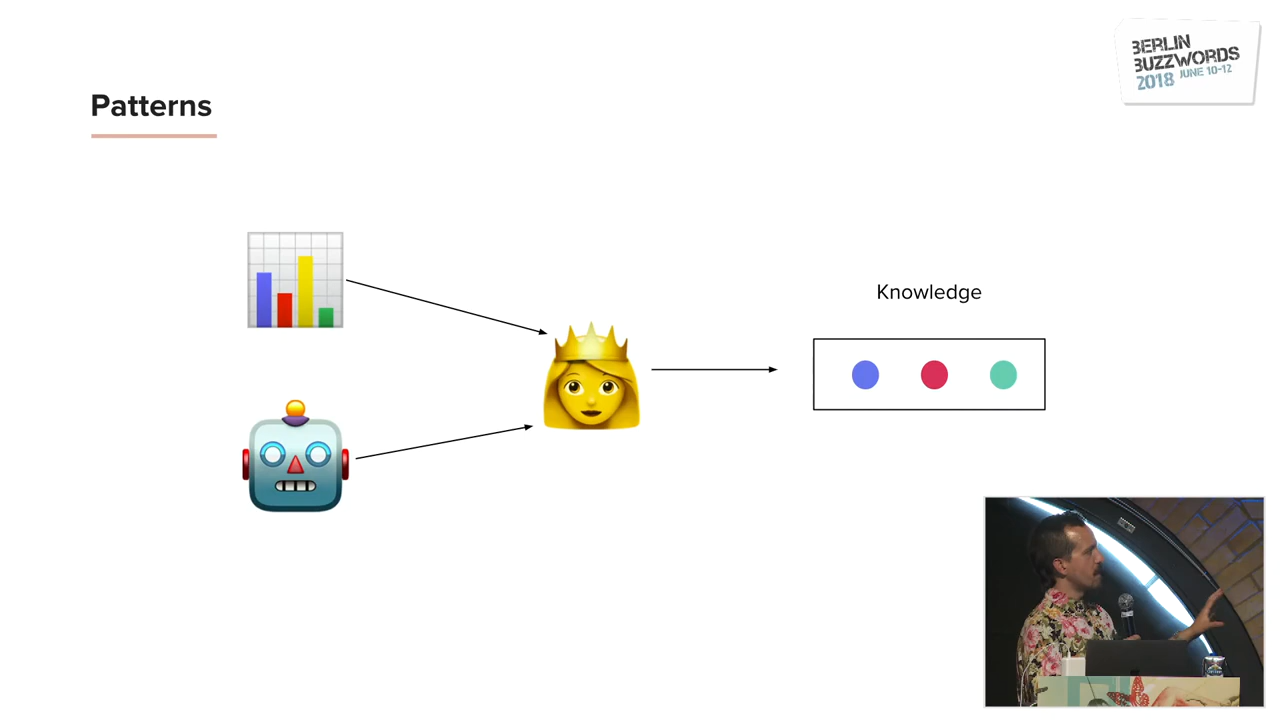 BERLIN
BUZZWORDS
2018 JUNE 10-12
Patterns
Knowledge